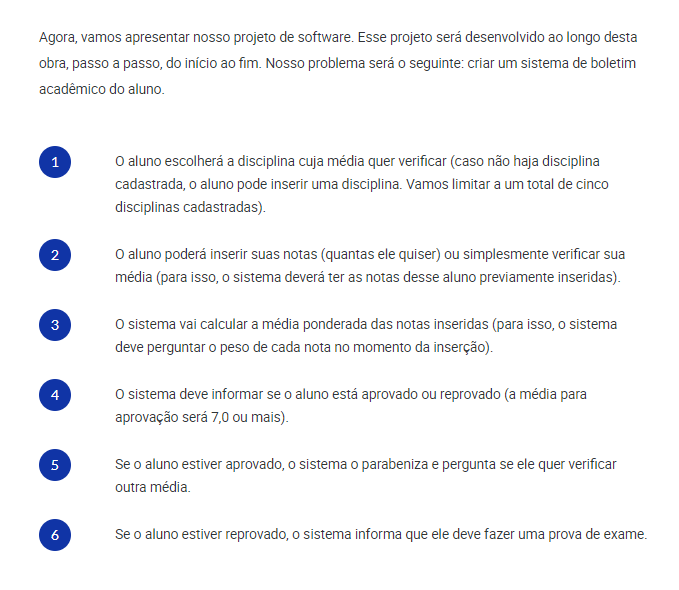 Agora, vamos apresentar nosso projeto de software. Esse projeto será desenvolvido ao longo desta
obra, passo a passo, do início ao fim. Nosso problema será o seguinte: criar um sistema de boletim
acadêmico do aluno.
1
O aluno escolherá a disciplina cuja média quer verificar (caso não haja disciplina
cadastrada, o aluno pode inserir uma disciplina. Vamos limitar a um total de cinco
disciplinas cadastradas).
2
O aluno poderá inserir suas notas (quantas ele quiser) ou simplesmente verificar sua
média (para isso, o sistema deverá ter as notas desse aluno previamente inseridas).
3
O sistema vai calcular a média ponderada das notas inseridas (para isso, o sistema
deve perguntar o peso de cada nota no momento da inserção).
4
O sistema deve informar se o aluno está aprovado ou reprovado (a média para
aprovação será 7,0 ou mais).
5
Se o aluno estiver aprovado, o sistema o parabeniza e pergunta se ele quer verificar
outra média.
6
Se o aluno estiver reprovado, o sistema informa que ele deve fazer uma prova de exame.